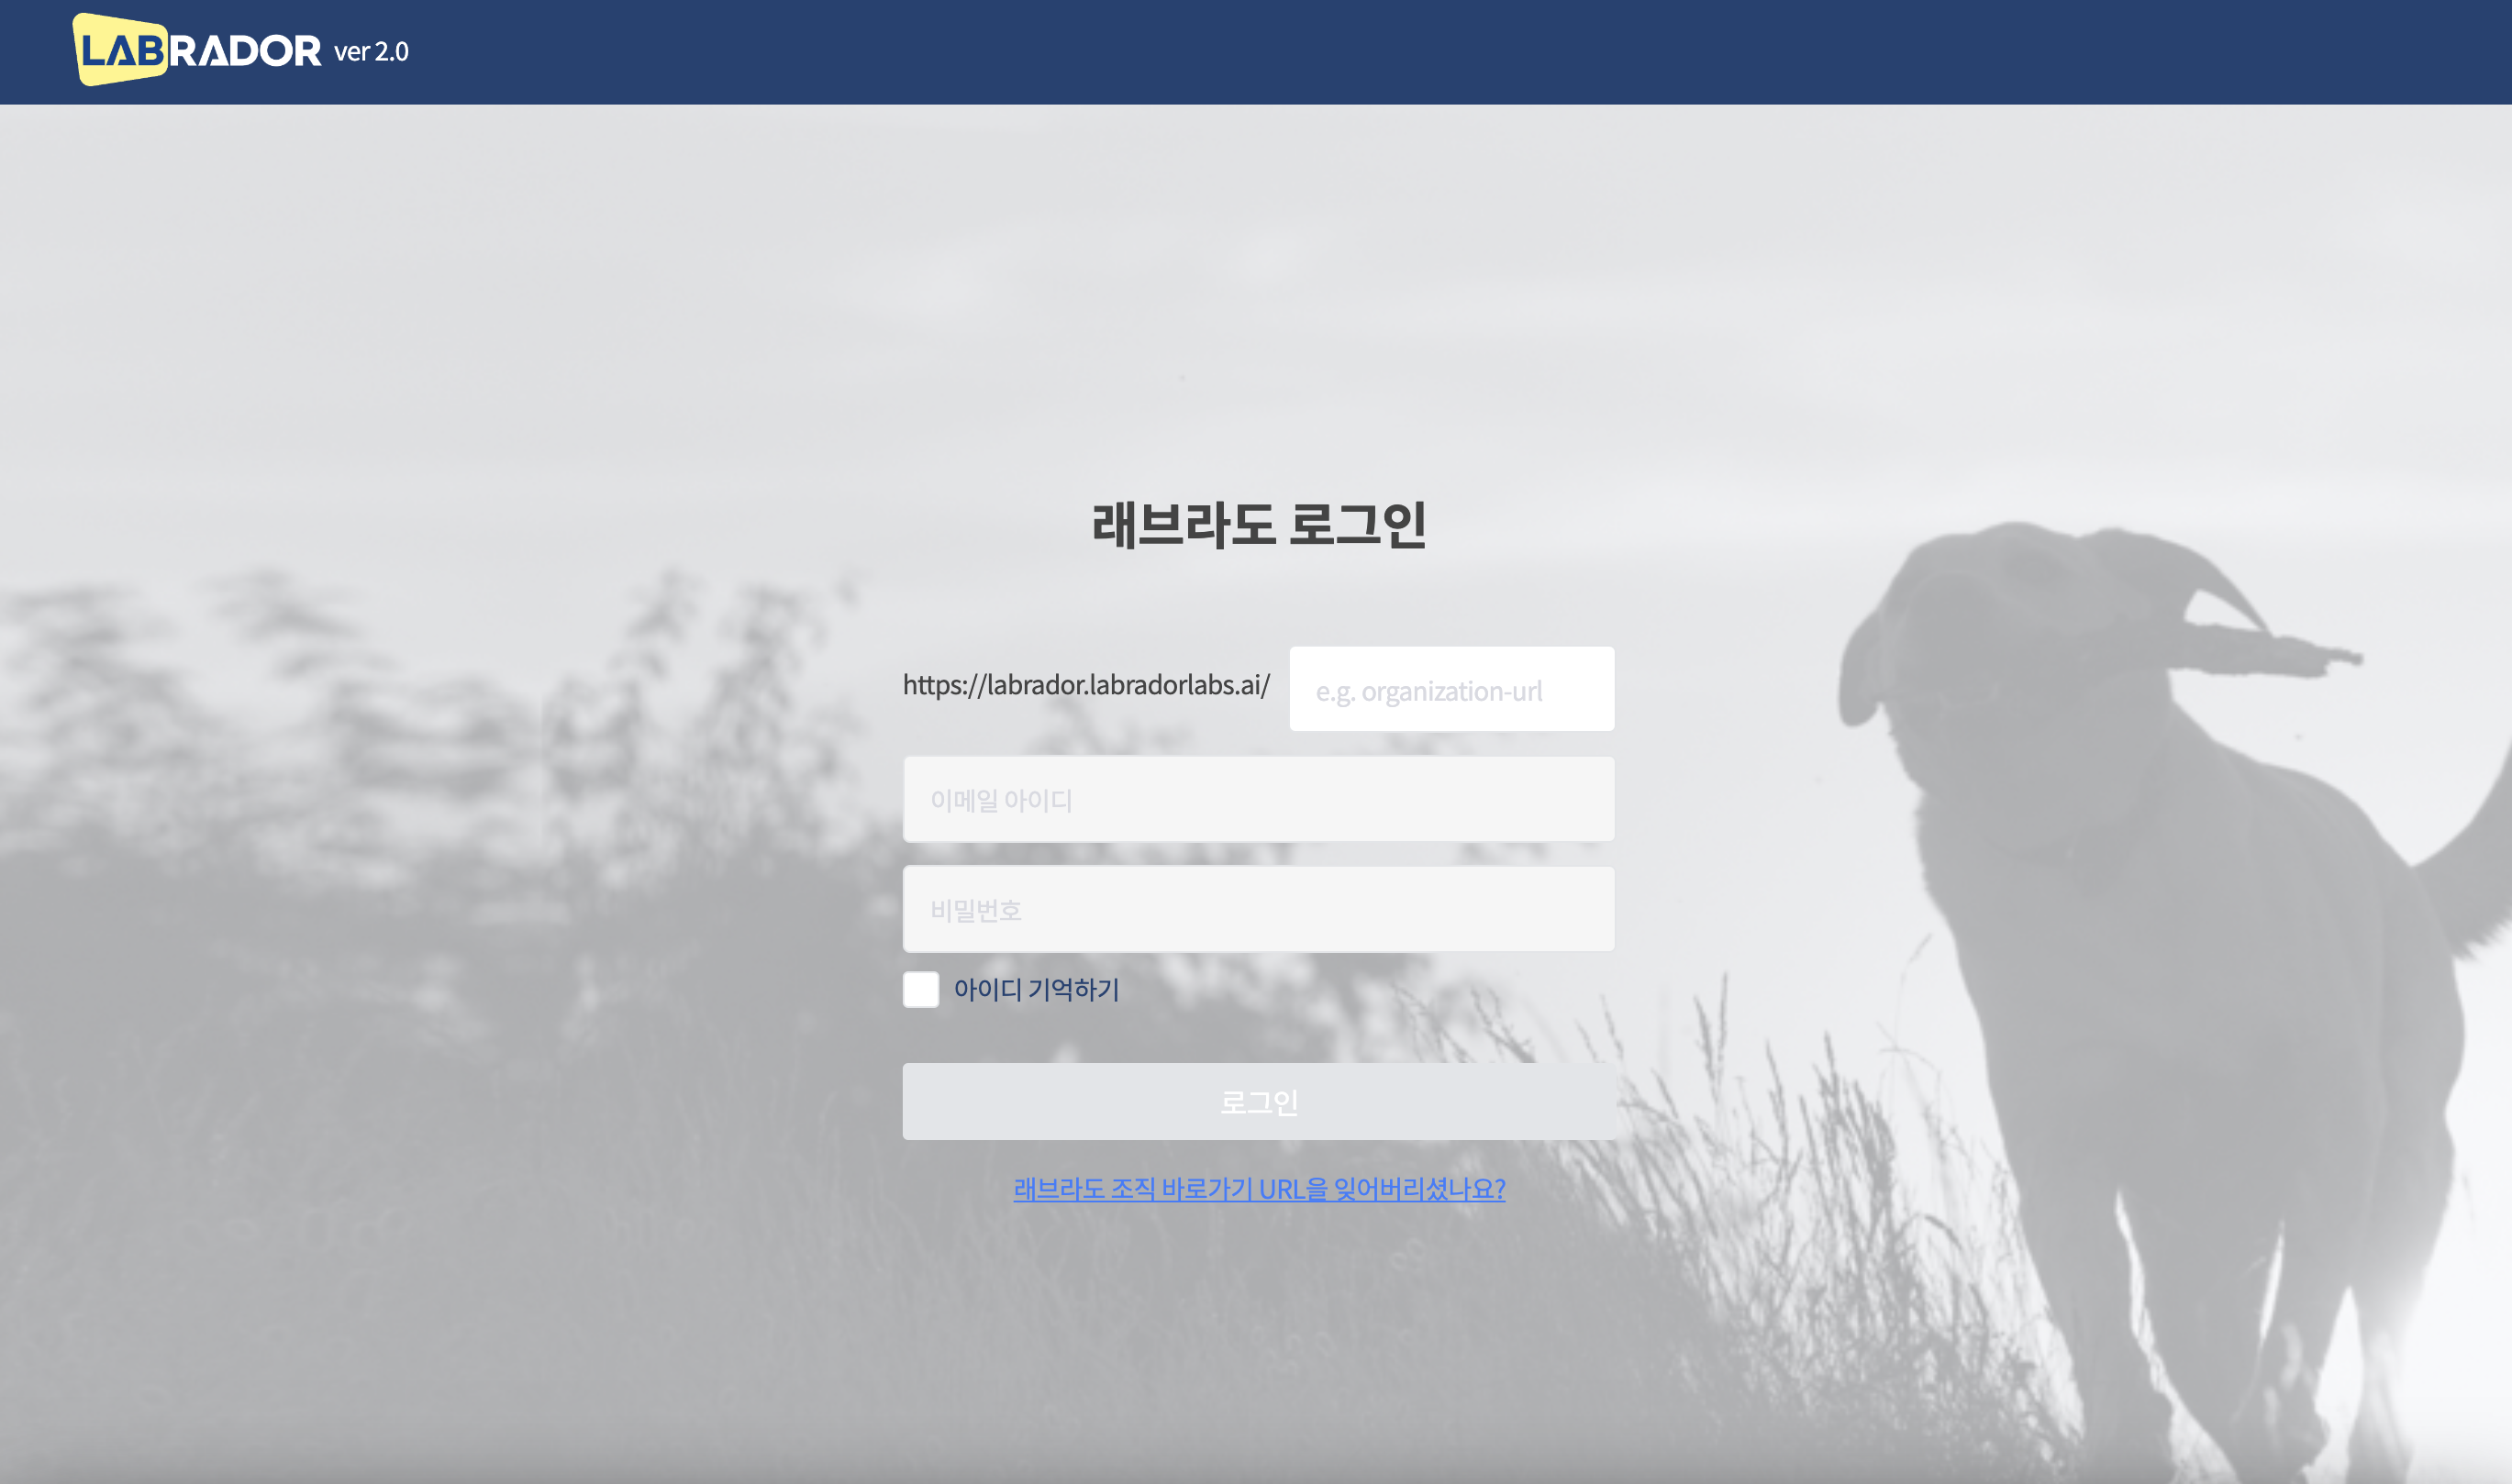 LABRADOR ver 2.0
래브라도 로그인
https://labrador.labradorlabs.ai/ e.g. organization-url
이메일 아이디
비밀번호
아이디 기억하기
로그인
래브라도 조직 바로가기 URL을 잊어버리셨나요?